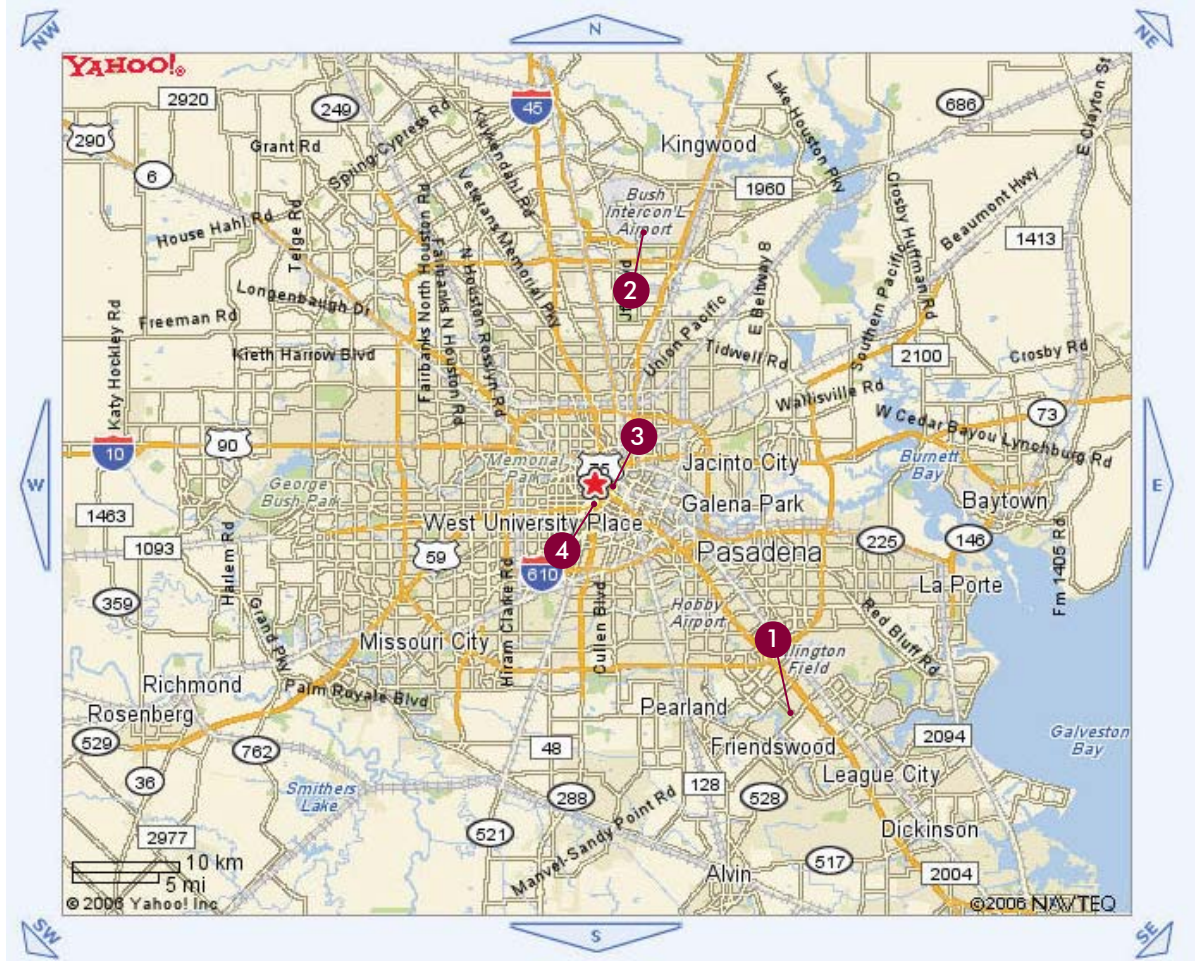 NW
N
NE
YAHOO!
2920
249
45
686
E Clayton St
290
Grant Rd
Spring-Cypress Rd
Kuykendahl Rd
Kingwood
Lake-Houston Pky
6
Veterans Memorial Pky
Bush
Intercon'L
Airport
1960
Crosby Huffman Rd
Beaumont Hwy
House Hahl Rd
Telge Rd
Fairbanks North Houston Rd
Fairbanks N Houston Rd
N Houston Rosslyn Rd
1413
E Beltway 8
Southern Pacific
2
Longenbaugh Dr
Freeman Rd
Katy Hockley Rd
Union Pacific
Tidwell Rd
2100
Crosby Rd
Kieth Harrow Blvd
Wallisville Rd
W Cedar Bayou Lynchburg Rd
73
3
10
90
Memorial
Park
Jacinto City
Burnett
Bay
George
Bush Park
W
E
1463
Galena Park
Baytown
West University Place
1093
59
4
610
Pasadena
225
146
Harlem Rd
Hiram Clarke Rd
Cullen Blvd
La Porte
Fm 1405 Rd
359
Grand Pky
Hobby
Airport
Red Bluff Rd
1
Missouri City
Field
Richmond
Palm Royale Blvd
Pearland
Rosenberg
529
762
48
Friendswood
2094
Galveston
Bay
36
Smithers
Lake
288
128
528
League City
2977
521
Manvel-Sandy Point Rd
Dickinson
10 km
5 mi
Alvin
517
2004
© 2006 Yahoo! Inc
©2006 NAVTEQ
SW
S
SE